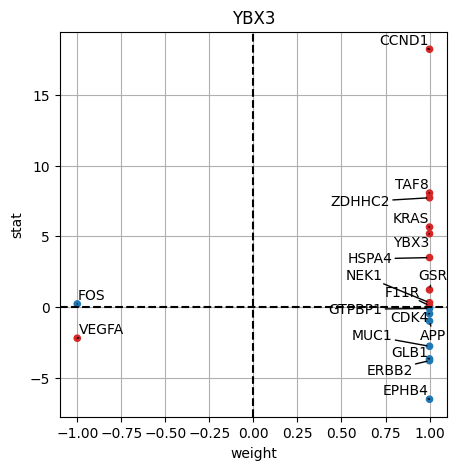 YBX3
CCND1
15
10
TAF8
ZDHHC2
KRAS
5
YBX3
HSPA4
NEK1
GSR
F11R
FOS
0
GTPBP1
CDK4
VEGFA
MUC1
APP
GLB1
ERBB2
−5
EPHB4
−1.00 −0.75 −0.50 −0.25 0.00 0.25 0.50 0.75 1.00
weight
stat